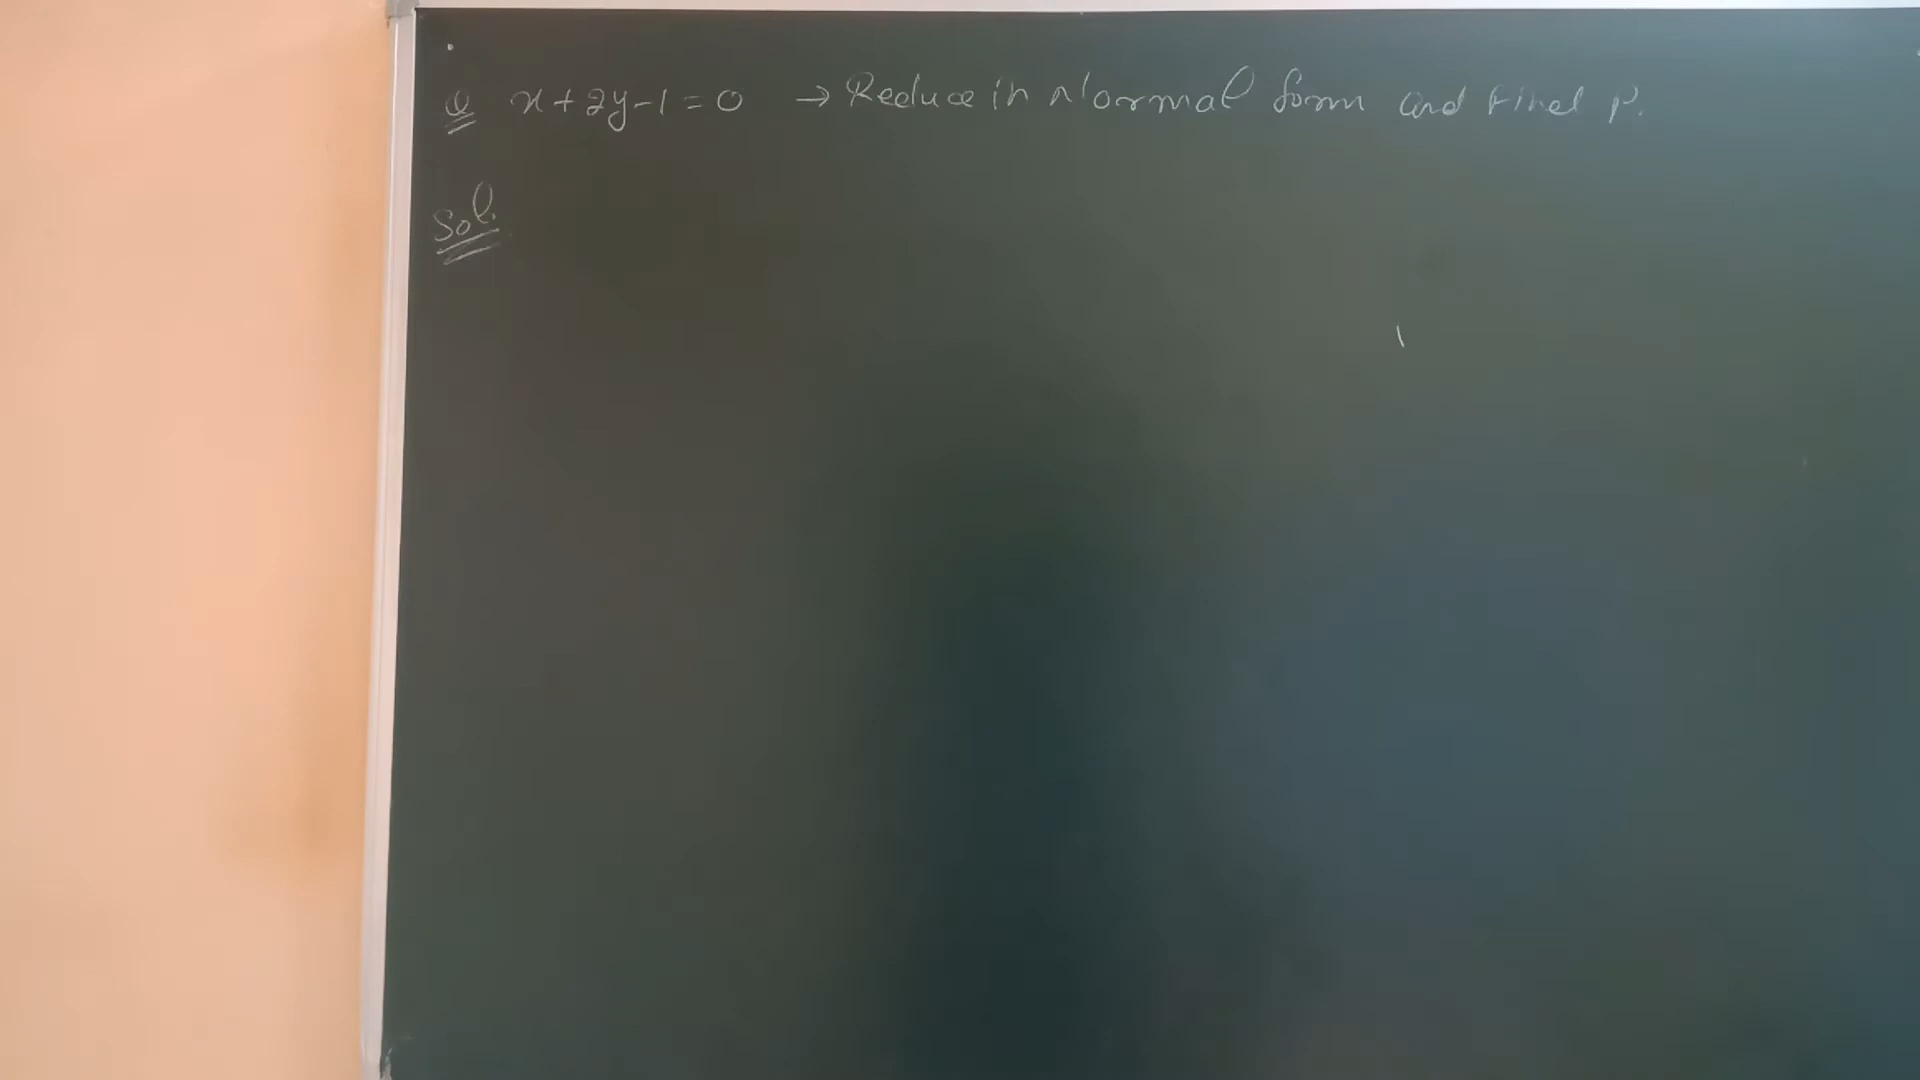 Q x+2y-1=0 → Reduce in Normal form and Find P.
Sol.